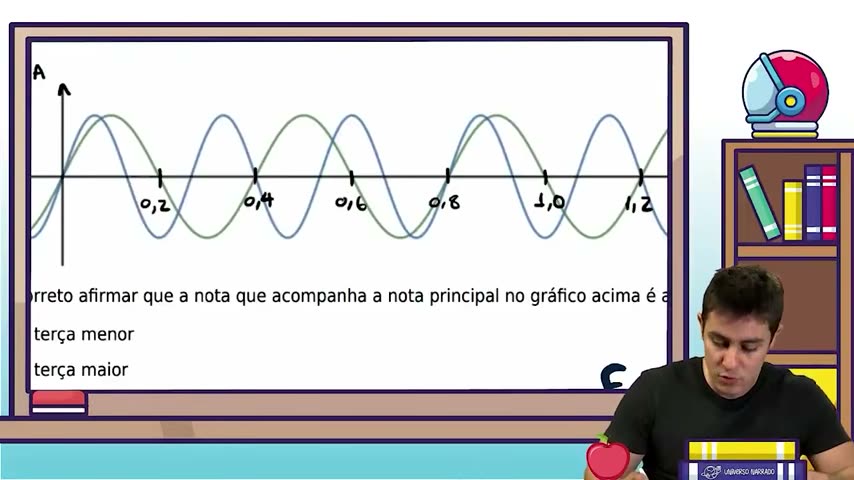 A
0,2 0,4 0,6 0,8 1,0 1,2
orreto afirmar que a nota que acompanha a nota principal no gráfico acima é a
terça menor
terça maior
UNIVERSO NARRADO